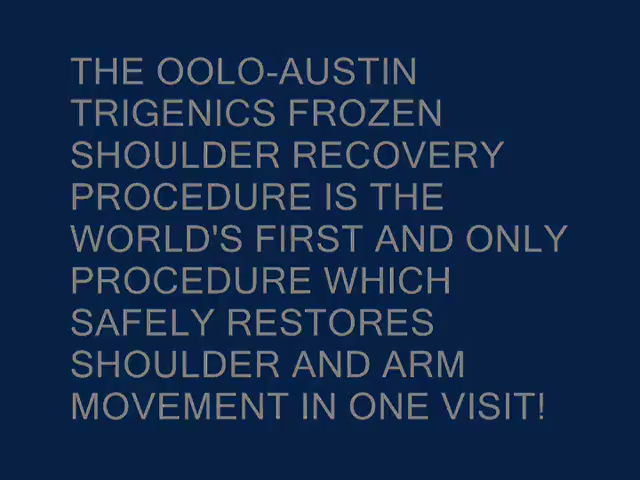 THE OOLO-AUSTIN
TRIGENICS FROZEN
SHOULDER RECOVERY
PROCEDURE IS THE
WORLD'S FIRST AND ONLY
PROCEDURE WHICH
SAFELY RESTORES
SHOULDER AND ARM
MOVEMENT IN ONE VISIT!